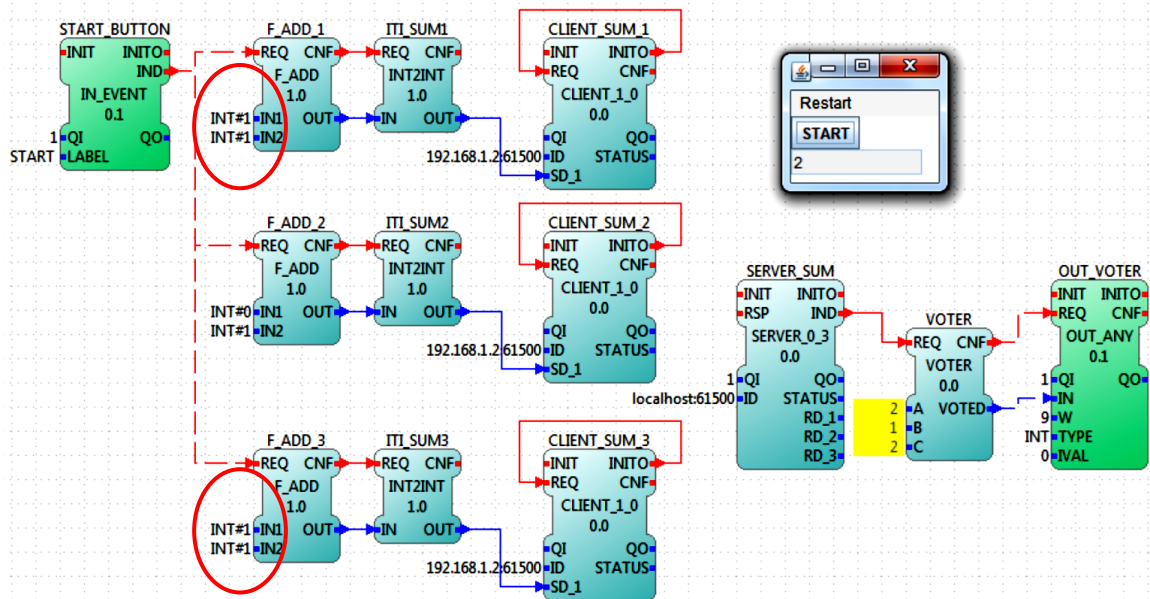 START_BUTTON
INIT INITO
IND
IN_EVENT
0.1
1 QI QO
START LABEL
F_ADD_1
REQ CNF
F_ADD
1.0
INT#1 IN1 OUT
INT#1 IN2
ITI_SUM1
REQ CNF
INT2INT
1.0
IN OUT
CLIENT_SUM_1
INIT INITO
REQ CNF
CLIENT_1_0
0.0
QI QO
192.168.1.2:61500 ID STATUS
SD_1
Restart
START
2
F_ADD_2
REQ CNF
F_ADD
1.0
INT#0 IN1 OUT
INT#1 IN2
ITI_SUM2
REQ CNF
INT2INT
1.0
IN OUT
CLIENT_SUM_2
INIT INITO
REQ CNF
CLIENT_1_0
0.0
QI QO
192.168.1.2:61500 ID STATUS
SD_1
SERVER_SUM
INIT INITO
RSP IND
SERVER_0_3
0.0
1 QI QO
localhost:61500 ID STATUS
RD_1
RD_2
RD_3
VOTER
REQ CNF
VOTER
0.0
2 A VOTED
1 B
2 C
OUT_VOTER
INIT INITO
REQ CNF
OUT_ANY
0.1
1 QI QO
IN
9 W
INT TYPE
0 IVAL
F_ADD_3
REQ CNF
F_ADD
1.0
INT#1 IN1 OUT
INT#1 IN2
ITI_SUM3
REQ CNF
INT2INT
1.0
IN OUT
CLIENT_SUM_3
INIT INITO
REQ CNF
CLIENT_1_0
0.0
QI QO
192.168.1.2:61500 ID STATUS
SD_1